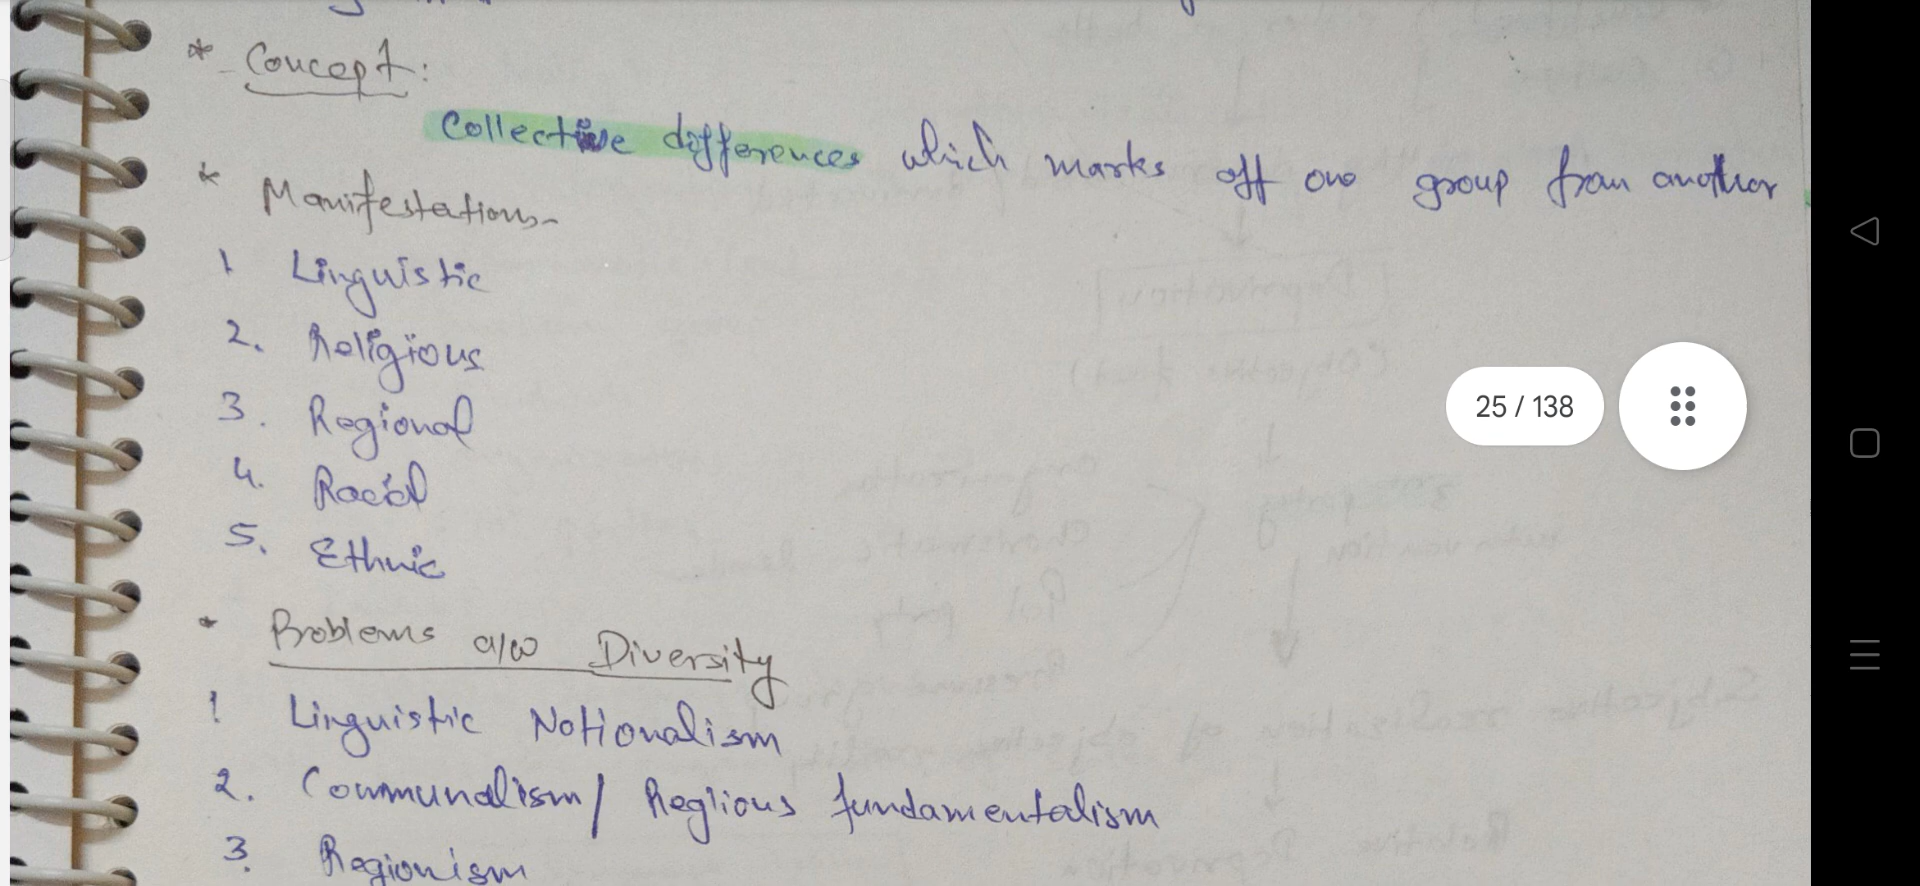 * Concept:
Collective differences which marks off one group from another
* Manifestations-
1 Linguistic
2. Religious
3. Regional
4. Racial
5. Ethnic
* Problems a/w Diversity
1 Linguistic Nationalism
2. Communalism/ Reglious fundamentalism
3. Regionism
25 / 138